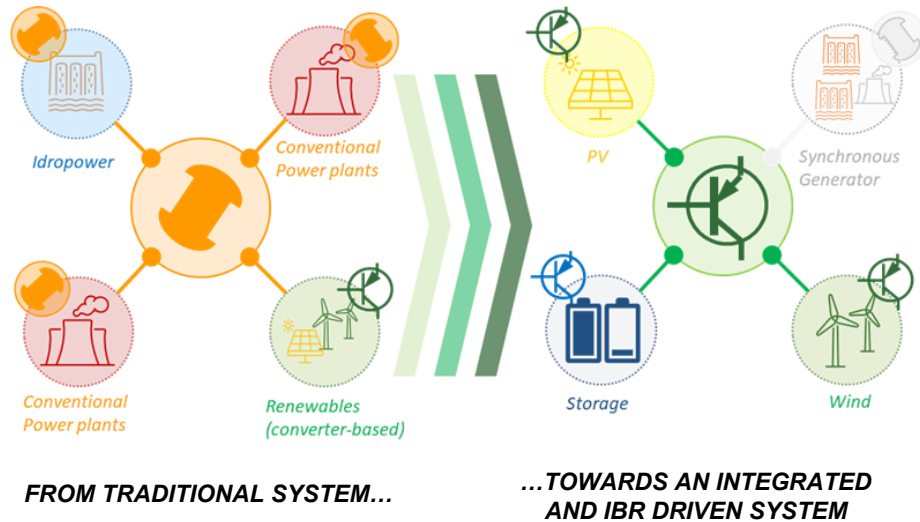 Idropower
Conventional
Power plants
Conventional
Power plants
Renewables
(converter-based)
PV
Synchronous
Generator
Storage
Wind
FROM TRADITIONAL SYSTEM...
...TOWARDS AN INTEGRATED
AND IBR DRIVEN SYSTEM